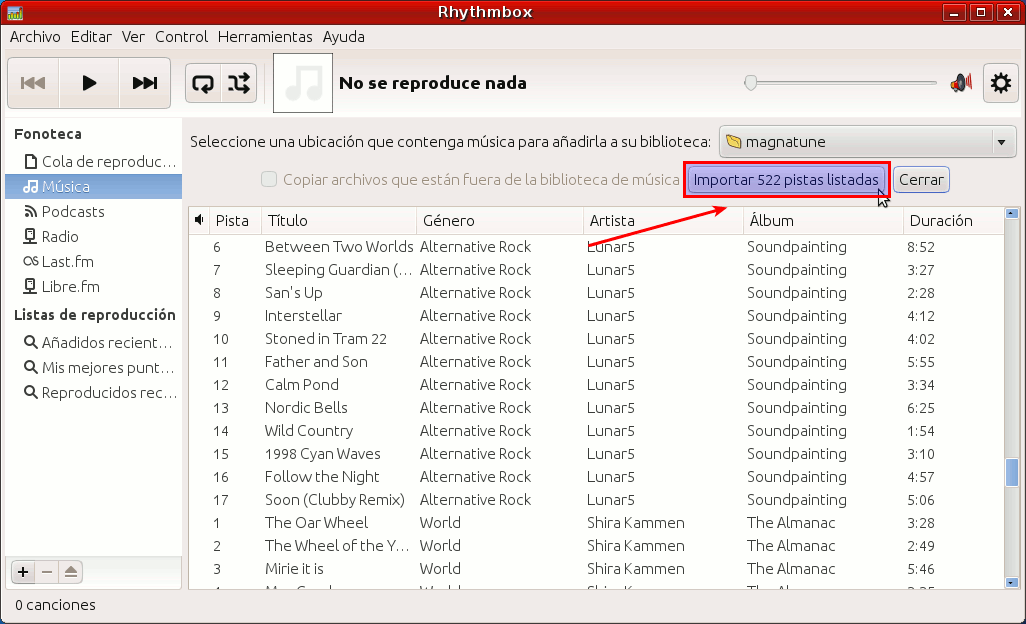 Rhythmbox
Archivo Editar Ver Control Herramientas Ayuda
No se reproduce nada
Fonoteca
Cola de reproduc...
Música
Podcasts
Radio
Last.fm
Libre.fm
Listas de reproducción
Añadidos recient...
Mis mejores punt...
Reproducidos rec...
Seleccione una ubicación que contenga música para añadirla a su biblioteca: magnatune
Copiar archivos que están fuera de la biblioteca de música Importar 522 pistas listadas Cerrar
Pista Título Género Artista Álbum Duración
6 Between Two Worlds Alternative Rock Lunar5 Soundpainting 8:52
7 Sleeping Guardian (... Alternative Rock Lunar5 Soundpainting 3:27
8 San's Up Alternative Rock Lunar5 Soundpainting 2:28
9 Interstellar Alternative Rock Lunar5 Soundpainting 4:12
10 Stoned in Tram 22 Alternative Rock Lunar5 Soundpainting 4:02
11 Father and Son Alternative Rock Lunar5 Soundpainting 5:55
12 Calm Pond Alternative Rock Lunar5 Soundpainting 3:34
13 Nordic Bells Alternative Rock Lunar5 Soundpainting 6:25
14 Wild Country Alternative Rock Lunar5 Soundpainting 1:54
15 1998 Cyan Waves Alternative Rock Lunar5 Soundpainting 3:10
16 Follow the Night Alternative Rock Lunar5 Soundpainting 4:57
17 Soon (Clubby Remix) Alternative Rock Lunar5 Soundpainting 5:06
1 The Oar Wheel World Shira Kammen The Almanac 3:28
2 The Wheel of the Y... World Shira Kammen The Almanac 2:49
3 Mirie it is World Shira Kammen The Almanac 5:46
0 canciones